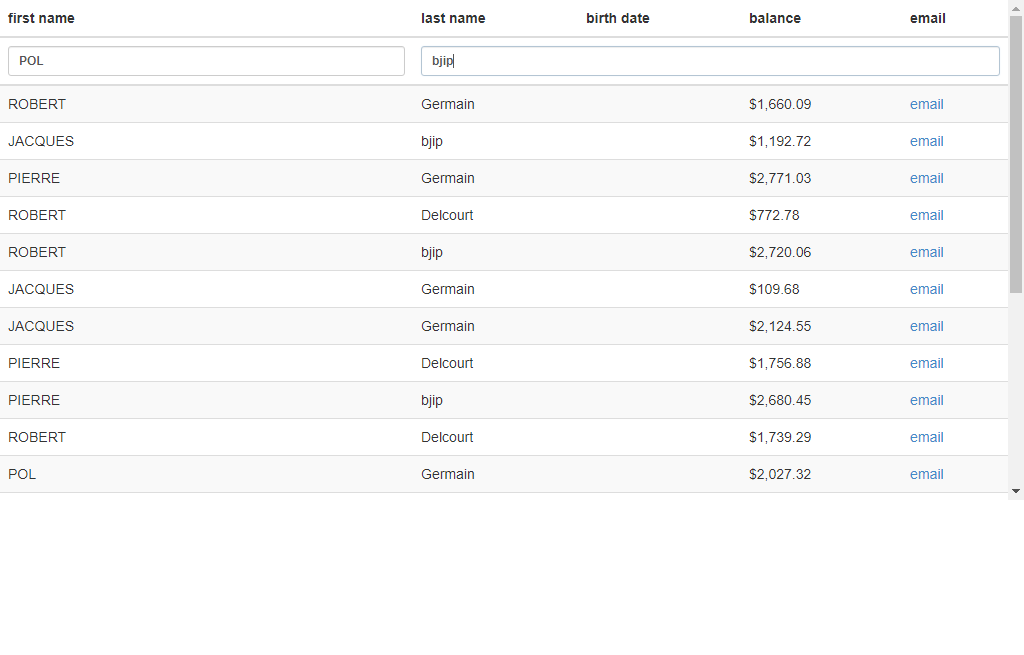 first name last name birth date balance email
POL bjip
ROBERT Germain $1,660.09 email
JACQUES bjip $1,192.72 email
PIERRE Germain $2,771.03 email
ROBERT Delcourt $772.78 email
ROBERT bjip $2,720.06 email
JACQUES Germain $109.68 email
JACQUES Germain $2,124.55 email
PIERRE Delcourt $1,756.88 email
PIERRE bjip $2,680.45 email
ROBERT Delcourt $1,739.29 email
POL Germain $2,027.32 email